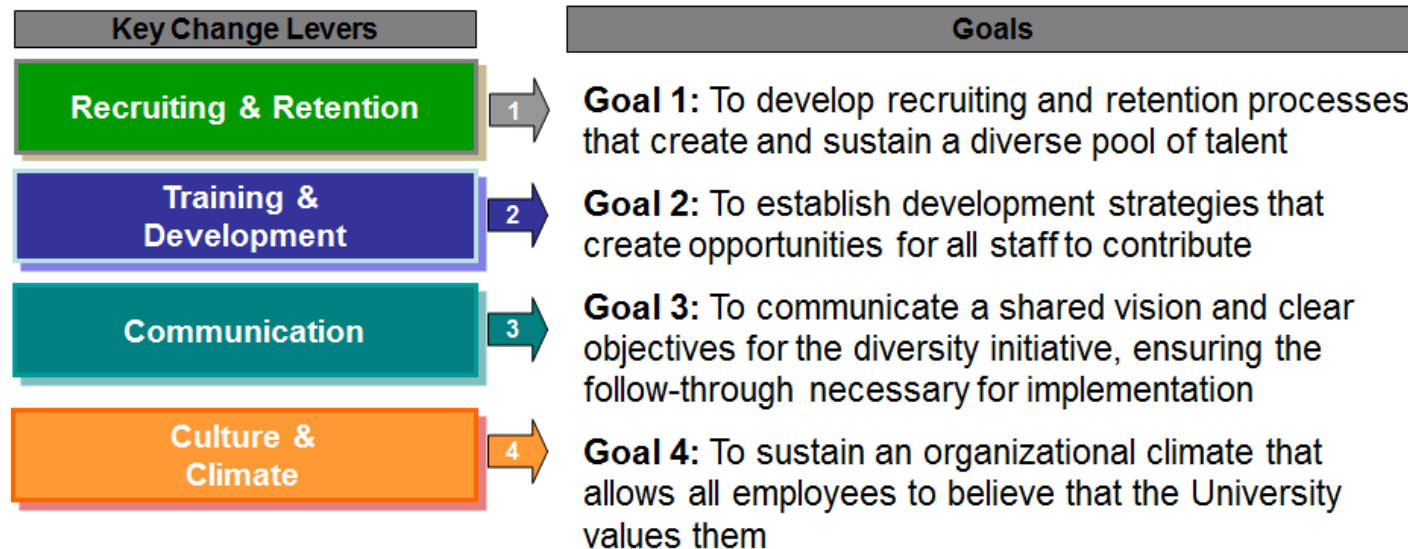 Key Change Levers
Goals
Recruiting & Retention
1
Goal 1: To develop recruiting and retention processes
that create and sustain a diverse pool of talent
Training &
Development
2
Goal 2: To establish development strategies that
create opportunities for all staff to contribute
Communication
3
Goal 3: To communicate a shared vision and clear
objectives for the diversity initiative, ensuring the
follow-through necessary for implementation
Culture &
Climate
4
Goal 4: To sustain an organizational climate that
allows all employees to believe that the University
values them